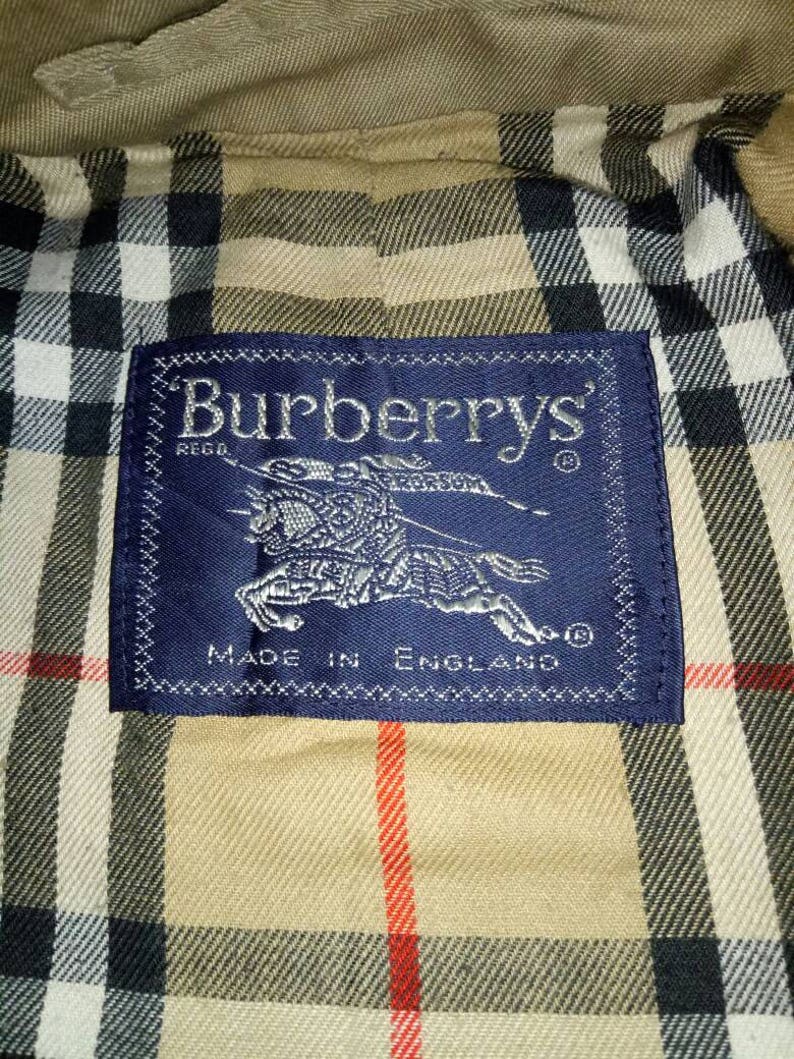 'Burberrys'
REGD ®
PRORSUM
®
MADE IN ENGLAND